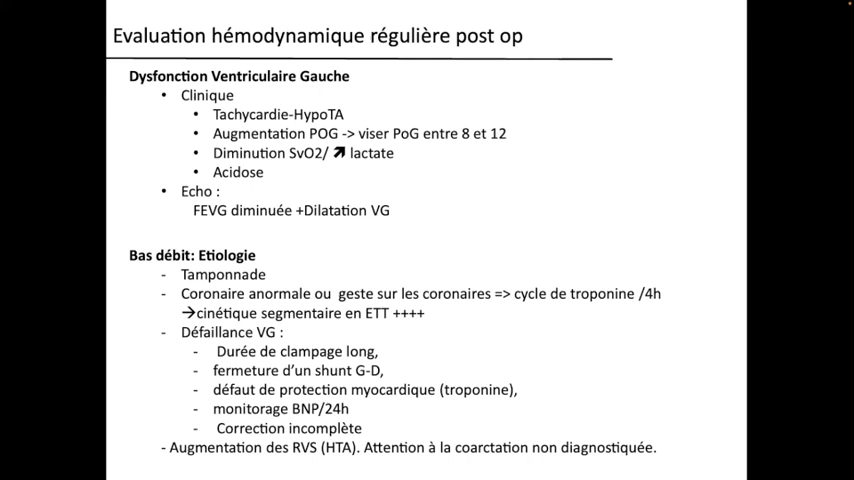 Evaluation hémodynamique régulière post op
Dysfonction Ventriculaire Gauche
• Clinique
• Tachycardie-HypoTA
• Augmentation POG -> viser PoG entre 8 et 12
• Diminution SvO2/ ↗ lactate
• Acidose
• Echo :
FEVG diminuée +Dilatation VG
Bas débit: Etiologie
- Tamponnade
- Coronaire anormale ou geste sur les coronaires => cycle de troponine /4h
→cinétique segmentaire en ETT ++++
- Défaillance VG :
- Durée de clampage long,
- fermeture d'un shunt G-D,
- défaut de protection myocardique (troponine),
- monitorage BNP/24h
- Correction incomplète
- Augmentation des RVS (HTA). Attention à la coarctation non diagnostiquée.